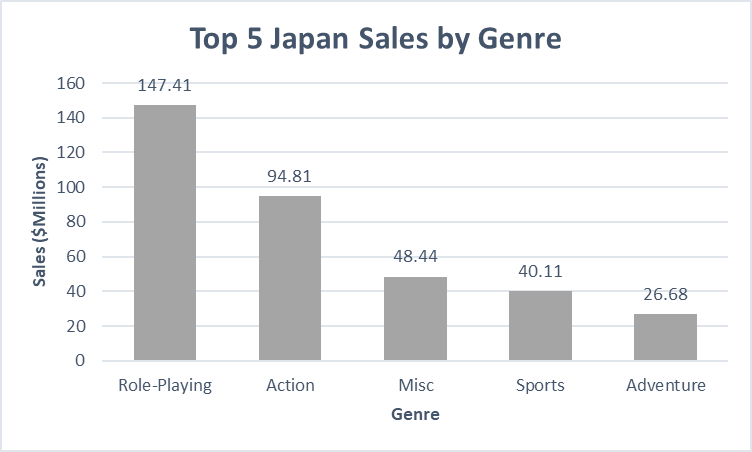 Top 5 Japan Sales by Genre
Sales ($Millions)
160
140
120
100
80
60
40
20
0
147.41
94.81
48.44
40.11
26.68
Role-Playing
Action
Misc
Sports
Adventure
Genre